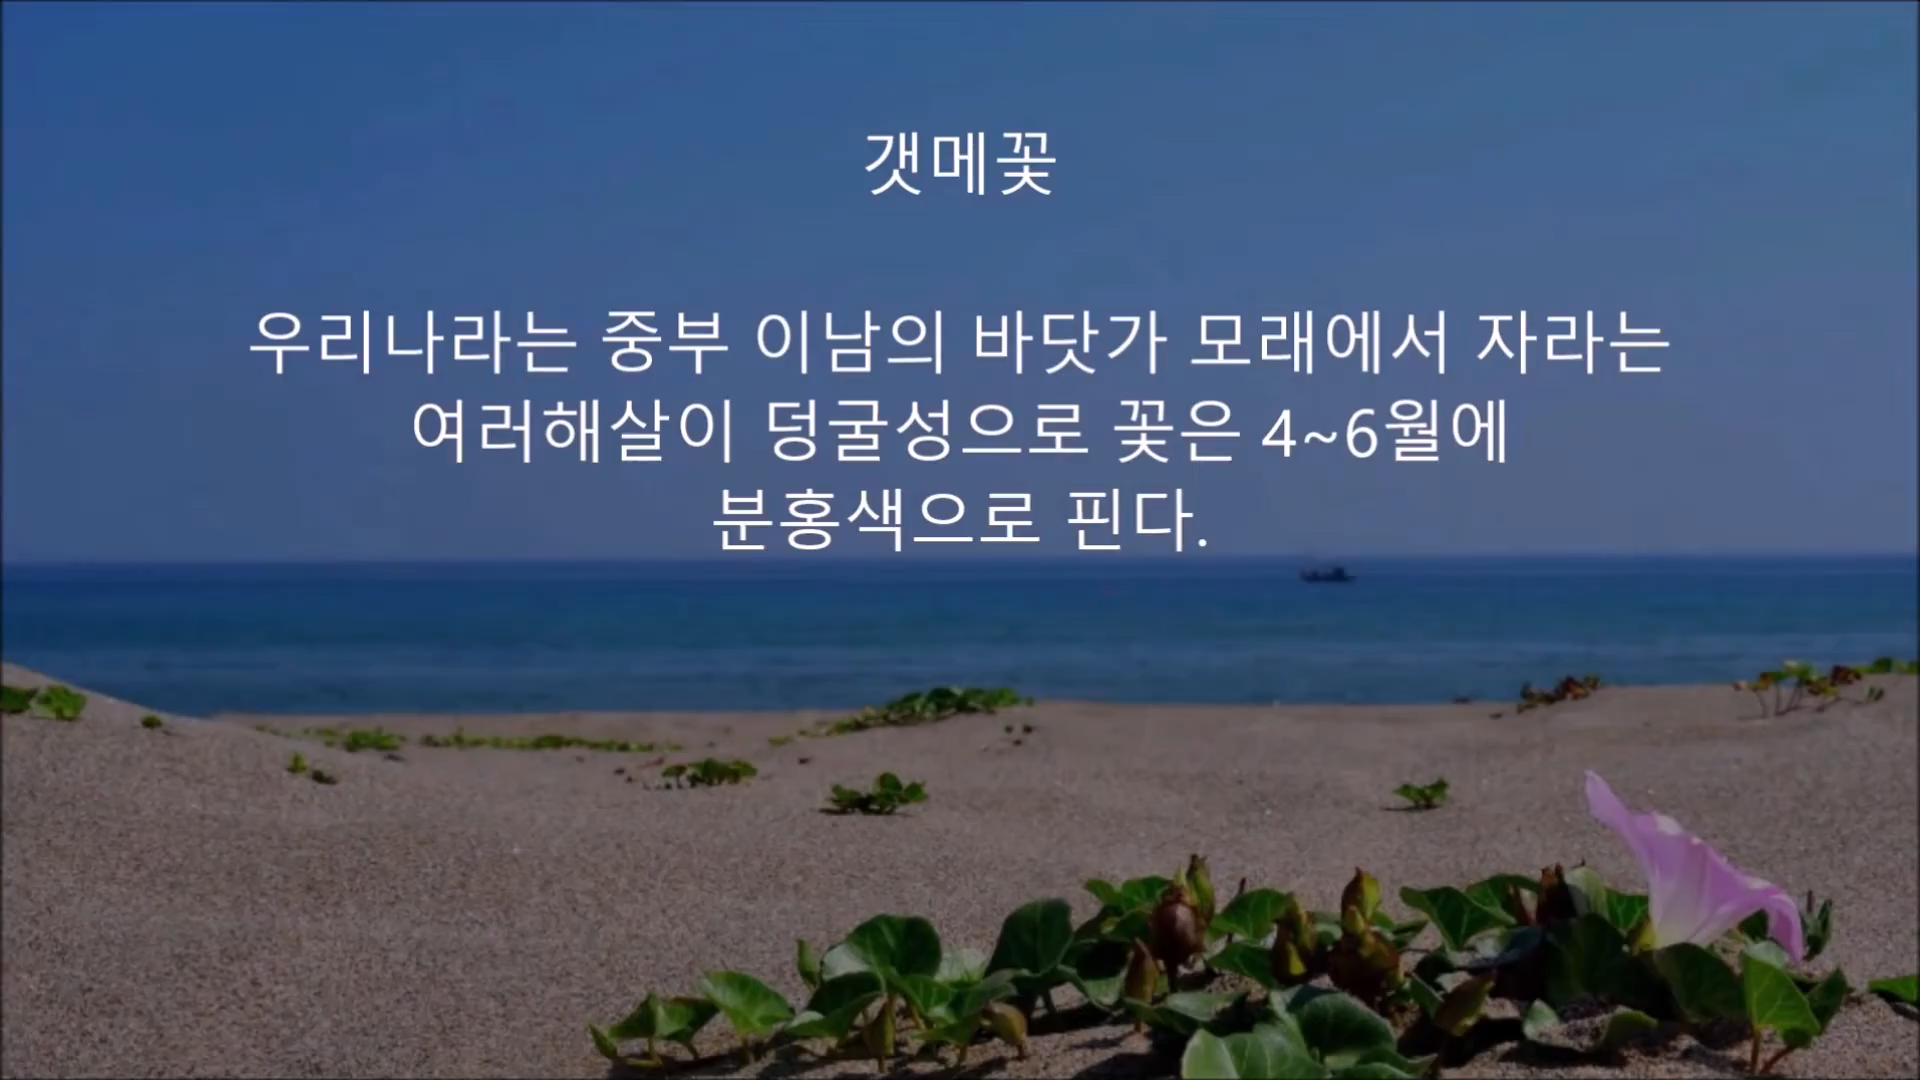 갯메꽃
우리나라는 중부 이남의 바닷가 모래에서 자라는
여러해살이 덩굴성으로 꽃은 4~6월에
분홍색으로 핀다.